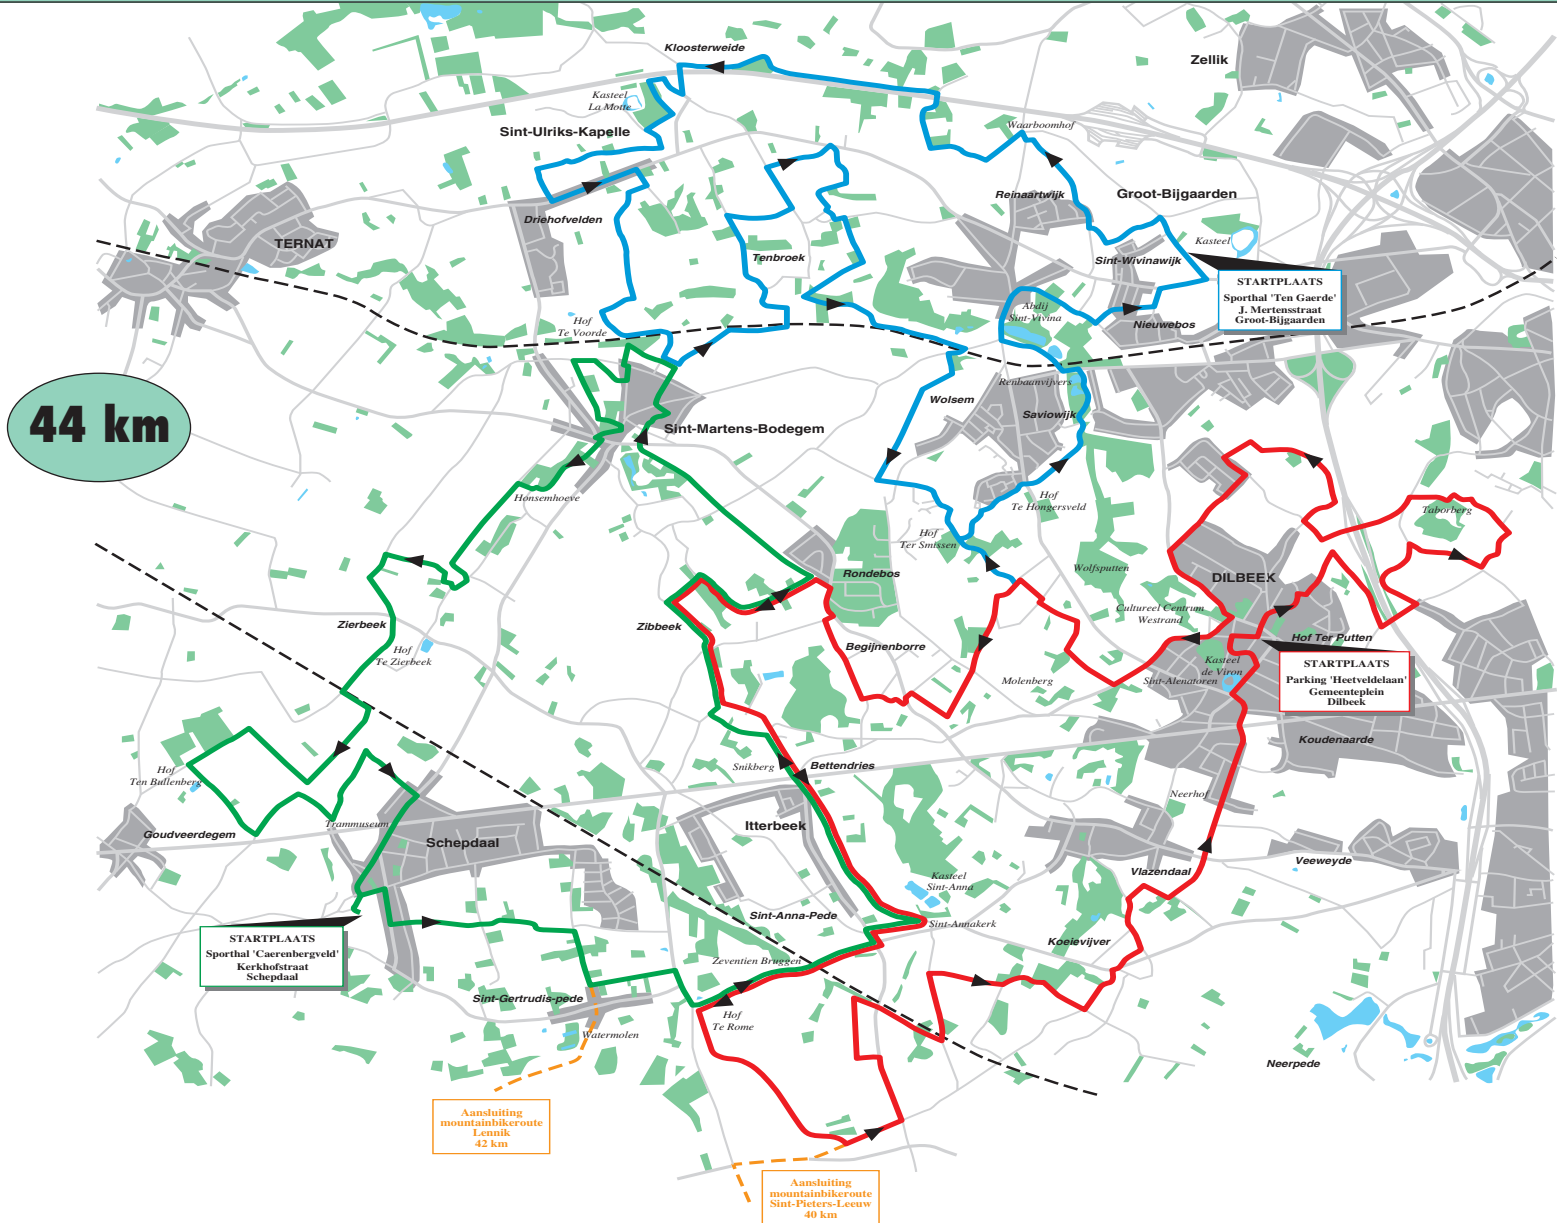 Kloosterweide
Zellik
Kasteel
La Motte
Sint-Ulriks-Kapelle
Waarboomhof
Reinaartwijk
Groot-Bijgaarden
Driehofvelden
TERNAT
Kasteel
Tenbroek
Sint-Wivinawijk
STARTPLAATS
Sporthal 'Ten Gaerde'
J. Mertensstraat
Groot-Bijgaarden
Abdij
Sint-Vivina
Hof
Te Voorde
Nieuwebos
44 km
Renbaanvijvers
Wolsem
Saviowijk
Sint-Martens-Bodegem
Honsemhoeve
Hof
Te Hongersveld
Taborberg
Hof
Ter Smissen
Rondebos
Wolfsputten
DILBEEK
Cultureel Centrum
Westrand
Zierbeek
Zibbeek
Hof
Te Zierbeek
Begijnenborre
Hof Ter Putten
Kasteel
de Viron
Sint-Alenatoren
Molenberg
STARTPLAATS
Parking 'Heetveldelaan'
Gemeenteplein
Dilbeek
Koudenaarde
Hof
Ten Bullenberg
Snikberg
Bettendries
Neerhof
Trammuseum
Goudveerdegem
Schepdaal
Itterbeek
Veeweyde
Vlazendaal
Kasteel
Sint-Anna
Sint-Anna-Pede
Sint-Annakerk
STARTPLAATS
Sporthal 'Caerenbergveld'
Kerkhofstraat
Schepdaal
Koeievijver
Zeventien Bruggen
Sint-Gertrudis-pede
Hof
Te Rome
Watermolen
Neerpede
Aansluiting
mountainbikeroute
Lennik
42 km
Aansluiting
mountainbikeroute
Sint-Pieters-Leeuw
40 km